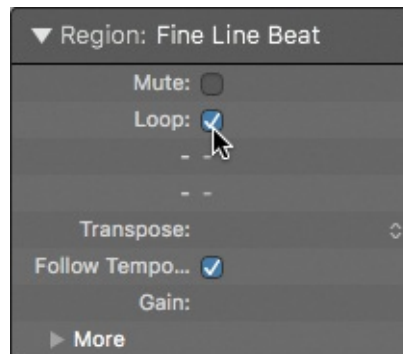 ▼ Region: Fine Line Beat
Mute:
Loop:
- -
- -
Transpose:
Follow Tempo...
Gain:
▶ More